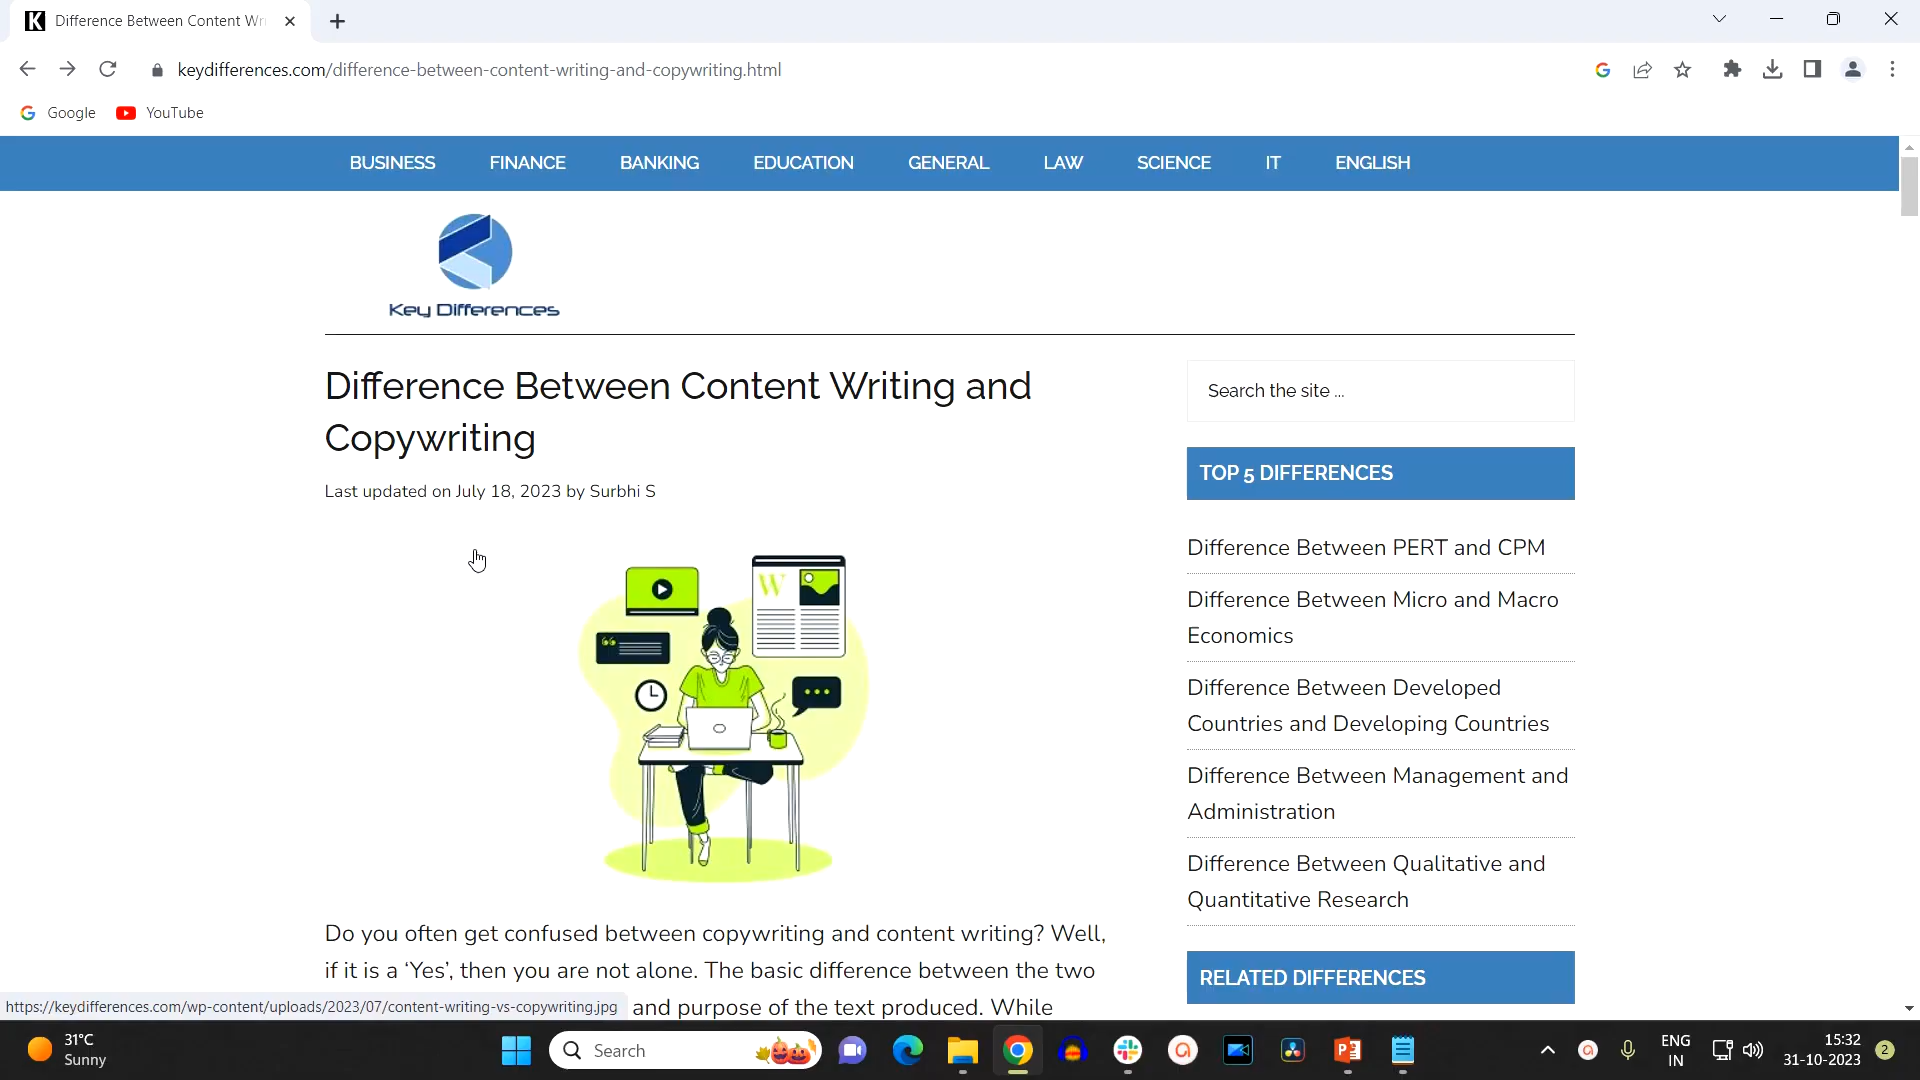 Difference Between Content Wri
keydifferences.com/difference-between-content-writing-and-copywriting.html
Google
YouTube
BUSINESS
FINANCE
BANKING
EDUCATION
GENERAL
LAW
SCIENCE
IT
ENGLISH
Key Differences
Difference Between Content Writing and
Copywriting
Last updated on July 18, 2023 by Surbhi S
W
Do you often get confused between copywriting and content writing? Well,
if it is a ‘Yes’, then you are not alone. The basic difference between the two
and purpose of the text produced. While
Search the site ...
TOP 5 DIFFERENCES
Difference Between PERT and CPM
Difference Between Micro and Macro
Economics
Difference Between Developed
Countries and Developing Countries
Difference Between Management and
Administration
Difference Between Qualitative and
Quantitative Research
RELATED DIFFERENCES
https://keydifferences.com/wp-content/uploads/2023/07/content-writing-vs-copywriting.jpg
31°C
Sunny
Search
ENG
IN
15:32
31-10-2023
2